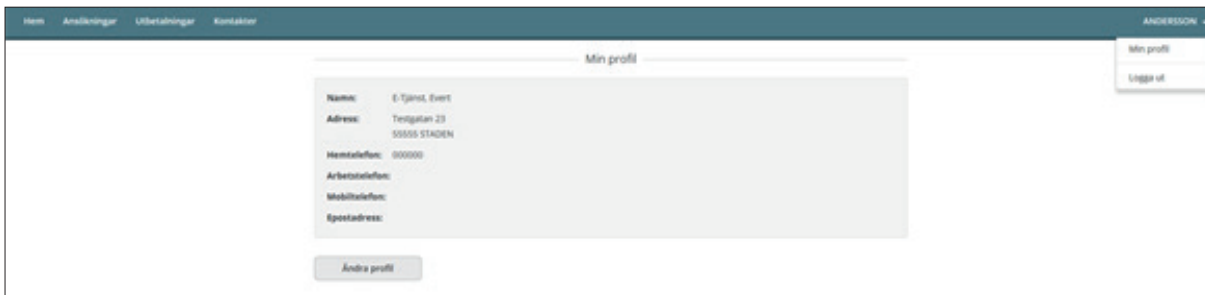 Hem Ansökningar Utbetalningar Kontakter ANDERSSON
Min profil
Logga ut
Min profil
Namn: E-Tjänst, Evert
Adress: Testgatan 23
55555 STADEN
Hemtelefon: 000000
Arbetstelefon:
Mobiltelefon:
Epostadress:
Ändra profil